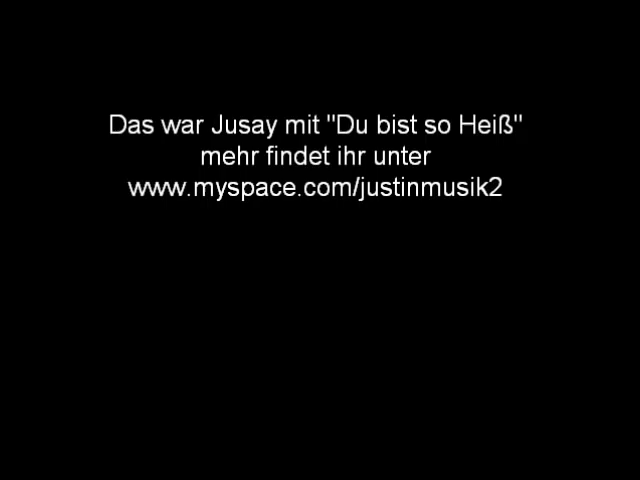 Das war Jusay mit "Du bist so Heiß"
mehr findet ihr unter
www.myspace.com/justinmusik2